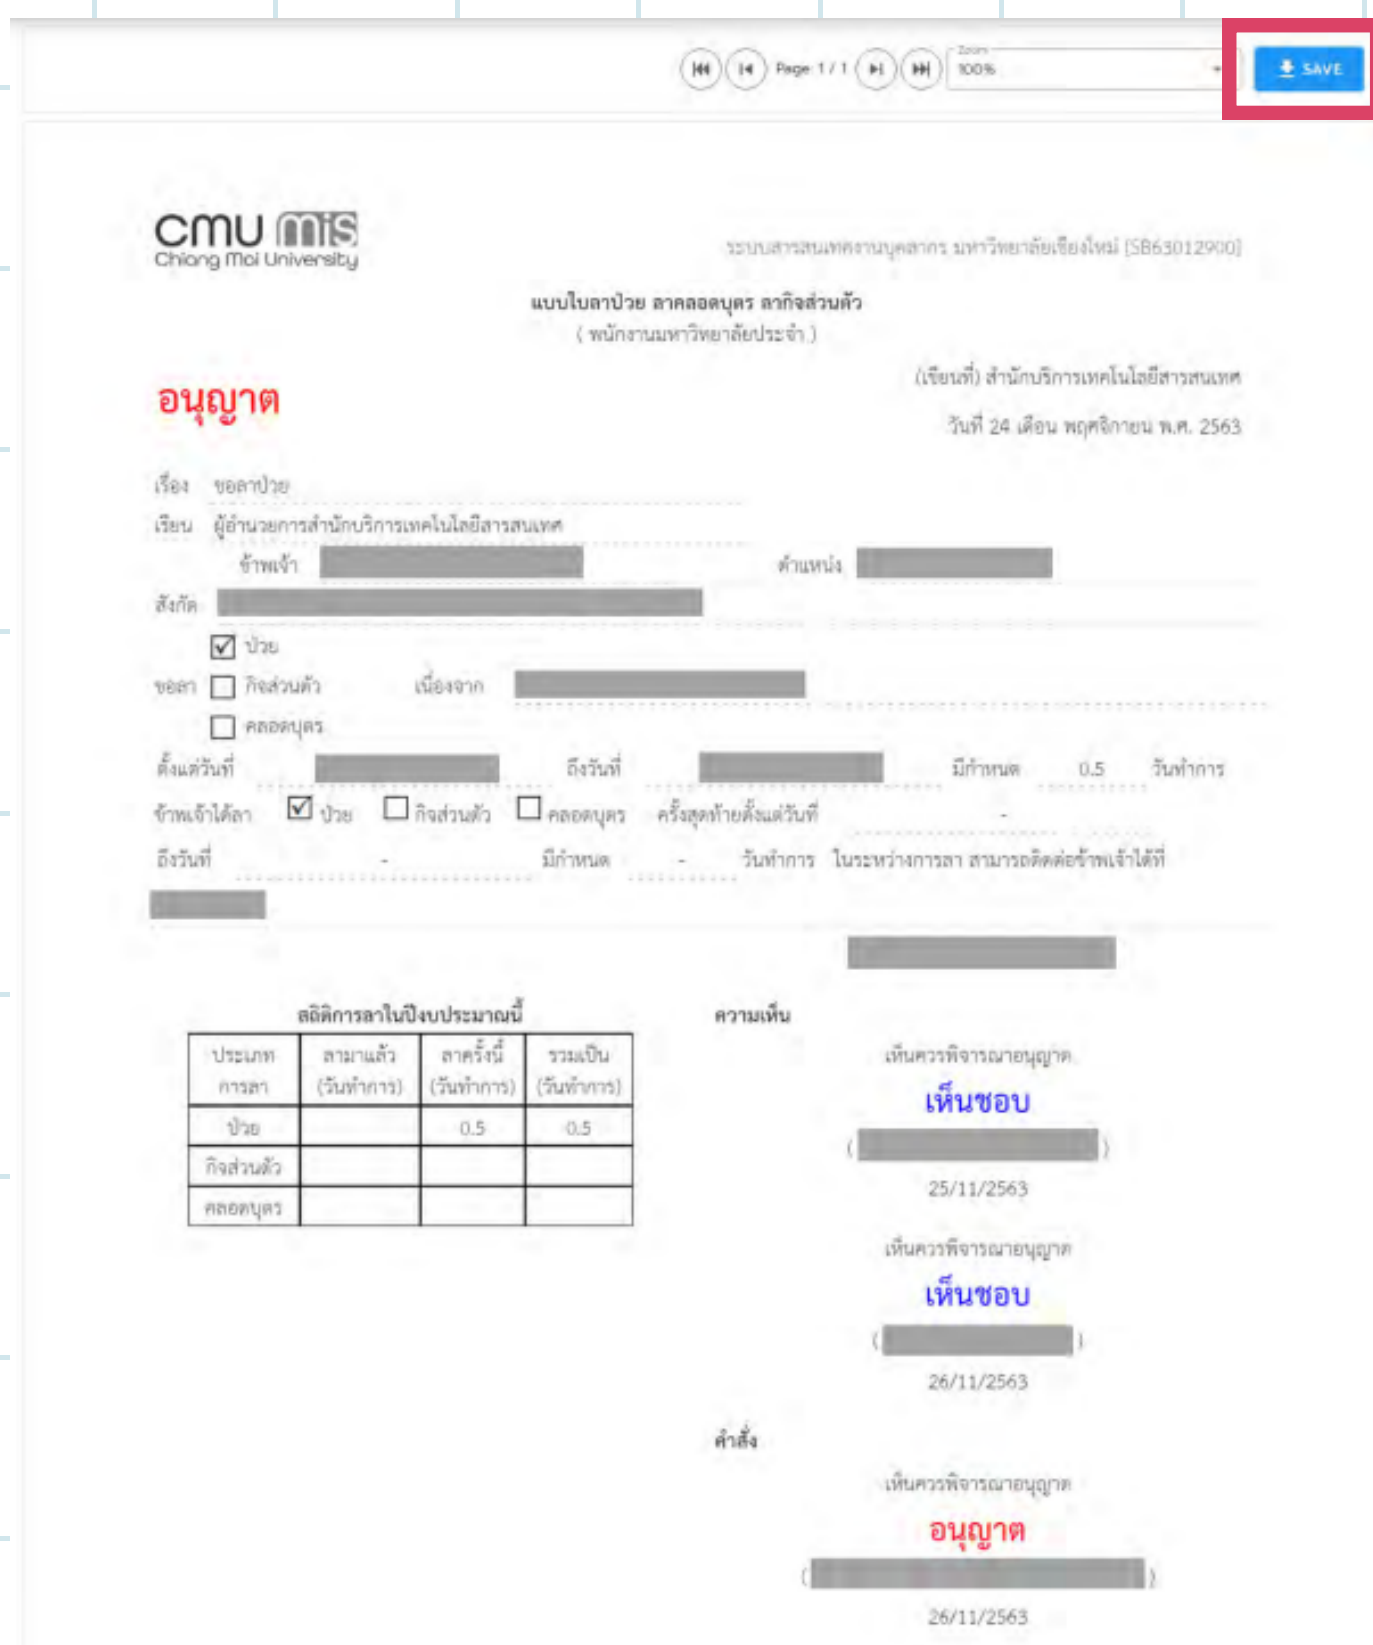 Page: 1 / 1 Zoom 100% SAVE
cmu mis
Chiang Mai University
ระบบสารสนเทศงานบุคลากร มหาวิทยาลัยเชียงใหม่ [SB63012900]
แบบใบลาป่วย ลาคลอดบุตร ลากิจส่วนตัว
( พนักงานมหาวิทยาลัยประจำ )
(เขียนที่) สำนักบริการเทคโนโลยีสารสนเทศ
อนุญาต
วันที่ 24 เดือน พฤศจิกายน พ.ศ. 2563
เรื่อง ขอลาป่วย
เรียน ผู้อำนวยการสำนักบริการเทคโนโลยีสารสนเทศ
ข้าพเจ้า ตำแหน่ง
สังกัด
ป่วย
ขอลา กิจส่วนตัว เนื่องจาก
คลอดบุตร
ตั้งแต่วันที่ ถึงวันที่ มีกำหนด 0.5 วันทำการ
ข้าพเจ้าได้ลา ป่วย กิจส่วนตัว คลอดบุตร ครั้งสุดท้ายตั้งแต่วันที่ -
ถึงวันที่ - มีกำหนด - วันทำการ ในระหว่างการลา สามารถติดต่อข้าพเจ้าได้ที่
สถิติการลาในปีงบประมาณนี้
ประเภท ลามาแล้ว ลาครั้งนี้ รวมเป็น
การลา (วันทำการ) (วันทำการ) (วันทำการ)
ป่วย 0.5 0.5
กิจส่วนตัว
คลอดบุตร
ความเห็น
เห็นควรพิจารณาอนุญาต
เห็นชอบ
( )
25/11/2563
เห็นควรพิจารณาอนุญาต
เห็นชอบ
( )
26/11/2563
คำสั่ง
เห็นควรพิจารณาอนุญาต
อนุญาต
( )
26/11/2563